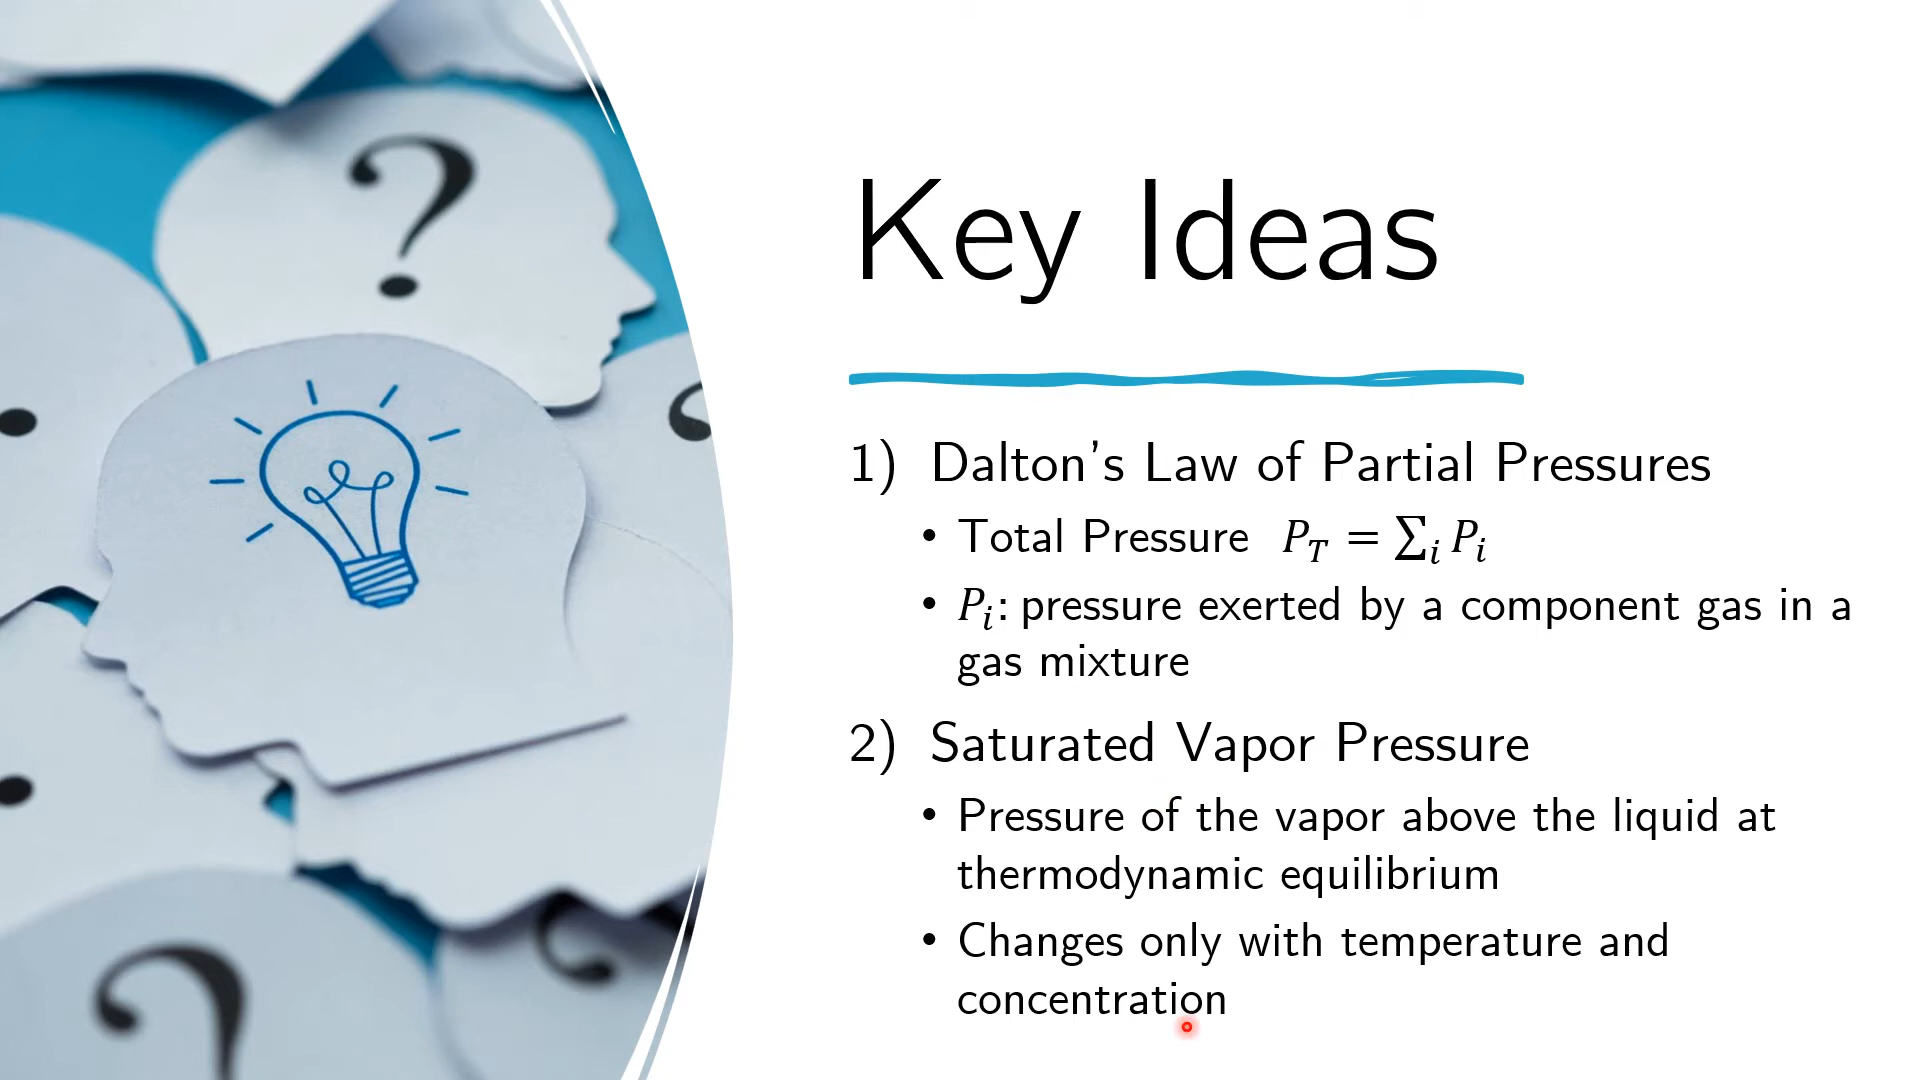 Key Ideas
1) Dalton's Law of Partial Pressures
• Total Pressure P_T = ∑_i P_i
• P_i: pressure exerted by a component gas in a
gas mixture
2) Saturated Vapor Pressure
• Pressure of the vapor above the liquid at
thermodynamic equilibrium
• Changes only with temperature and
concentration
?
?